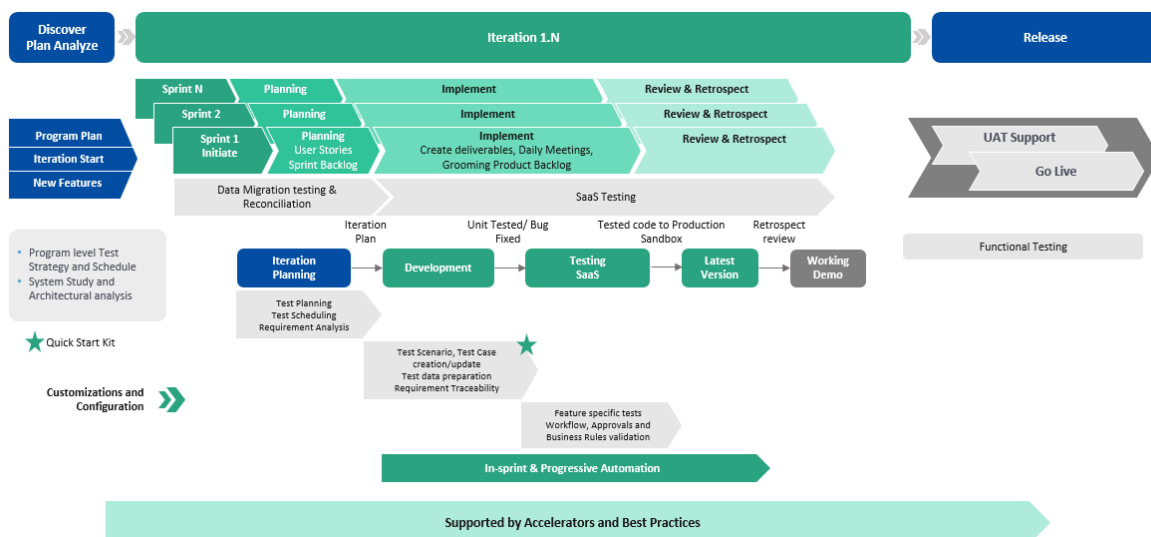 Discover
Plan Analyze
Iteration 1.N
Release
Sprint N
Planning
Implement
Review & Retrospect
Sprint 2
Planning
Implement
Review & Retrospect
Sprint 1
Initiate
Planning
User Stories
Sprint Backlog
Implement
Create deliverables, Daily Meetings,
Grooming Product Backlog
Review & Retrospect
Program Plan
Iteration Start
New Features
UAT Support
Go Live
Data Migration testing &
Reconciliation
SaaS Testing
Iteration
Plan
Unit Tested/ Bug
Fixed
Tested code to Production
Sandbox
Retrospect
review
Functional Testing
• Program level Test
Strategy and Schedule
• System Study and
Architectural analysis
Iteration
Planning
Development
Testing
SaaS
Latest
Version
Working
Demo
Test Planning
Test Scheduling
Requirement Analysis
Quick Start Kit
Test Scenario, Test Case
creation/update
Test data preparation
Requirement Traceability
Customizations and
Configuration
Feature specific tests
Workflow, Approvals and
Business Rules validation
In-sprint & Progressive Automation
Supported by Accelerators and Best Practices